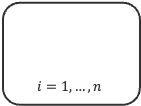 i = 1, ..., n